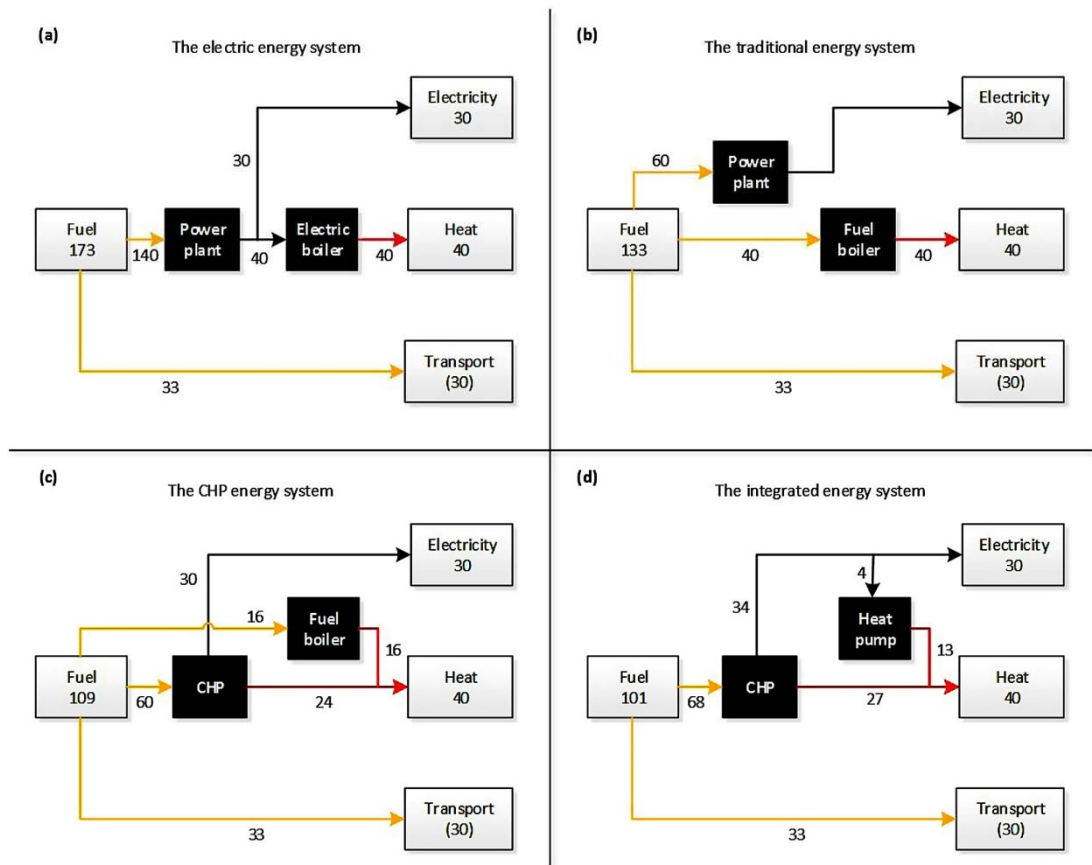 (a)
The electric energy system
Electricity
30
30
Fuel
173
140
Power
plant
40
Electric
boiler
40
Heat
40
33
Transport
(30)
(b)
The traditional energy system
Electricity
30
60
Power
plant
Fuel
133
40
Fuel
boiler
40
Heat
40
33
Transport
(30)
(c)
The CHP energy system
Electricity
30
30
16
Fuel
boiler
16
Fuel
109
60
CHP
24
Heat
40
33
Transport
(30)
(d)
The integrated energy system
Electricity
30
4
34
Heat
pump
13
Fuel
101
68
CHP
27
Heat
40
33
Transport
(30)